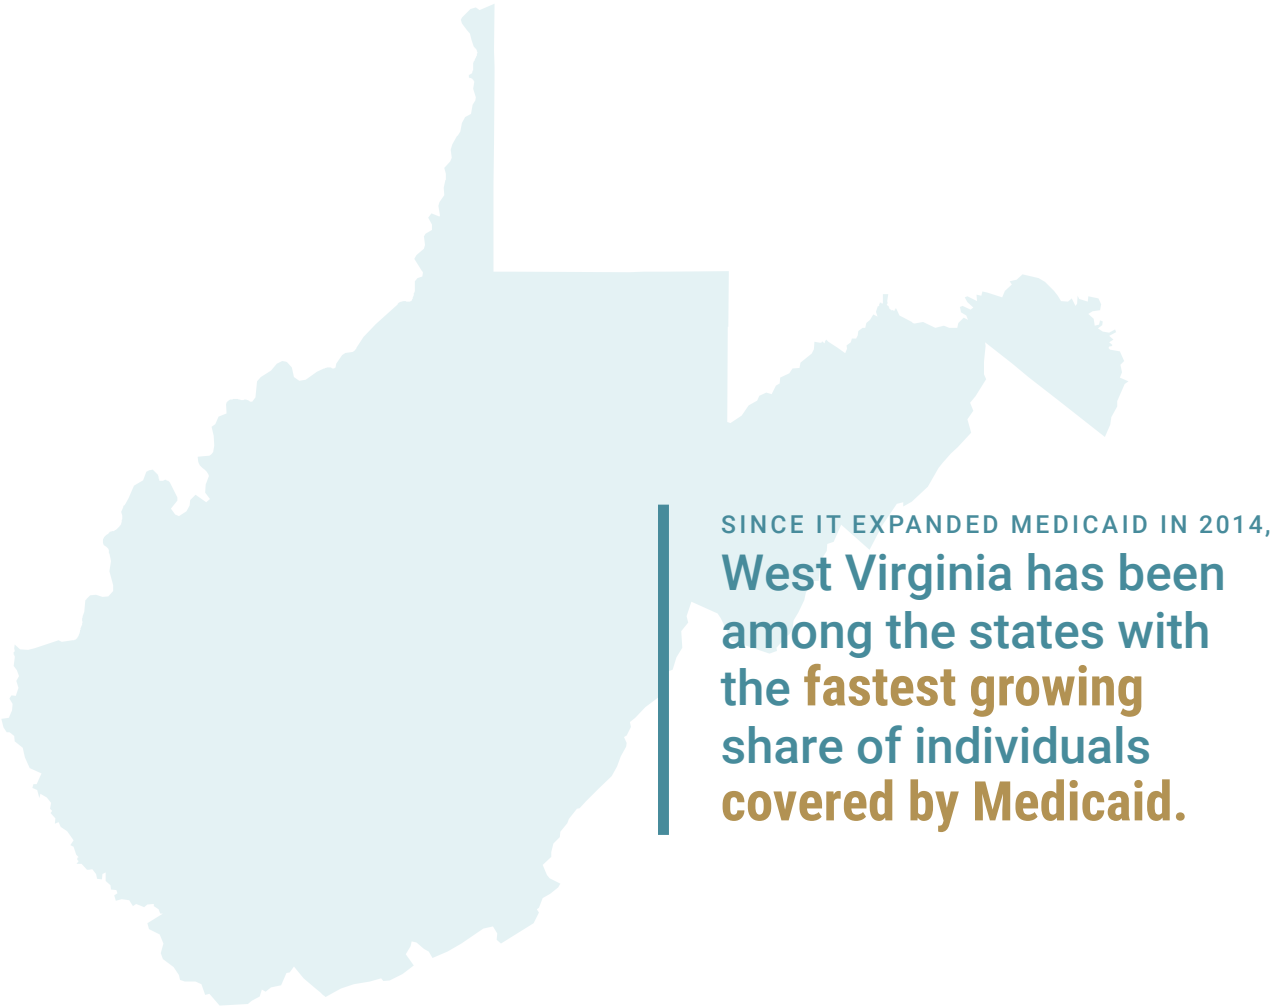 SINCE IT EXPANDED MEDICAID IN 2014,
West Virginia has been
among the states with
the fastest growing
share of individuals
covered by Medicaid.